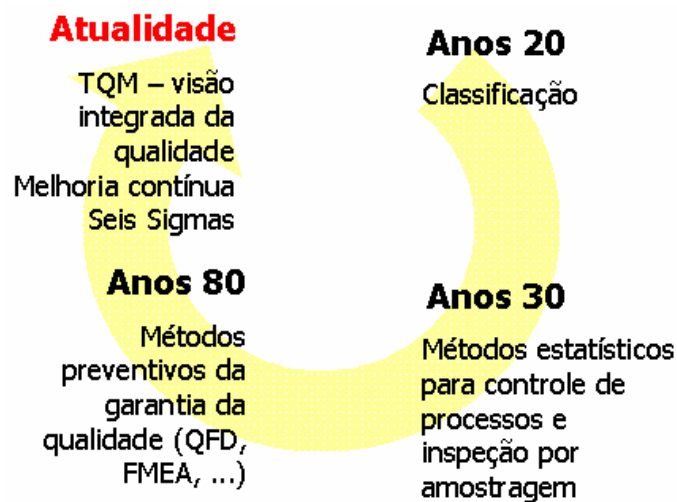 Atualidade
TQM – visão
integrada da
qualidade
Melhoria contínua
Seis Sigmas
Anos 20
Classificação
Anos 80
Métodos
preventivos da
garantia da
qualidade (QFD,
FMEA, ...)
Anos 30
Métodos estatísticos
para controle de
processos e
inspeção por
amostragem